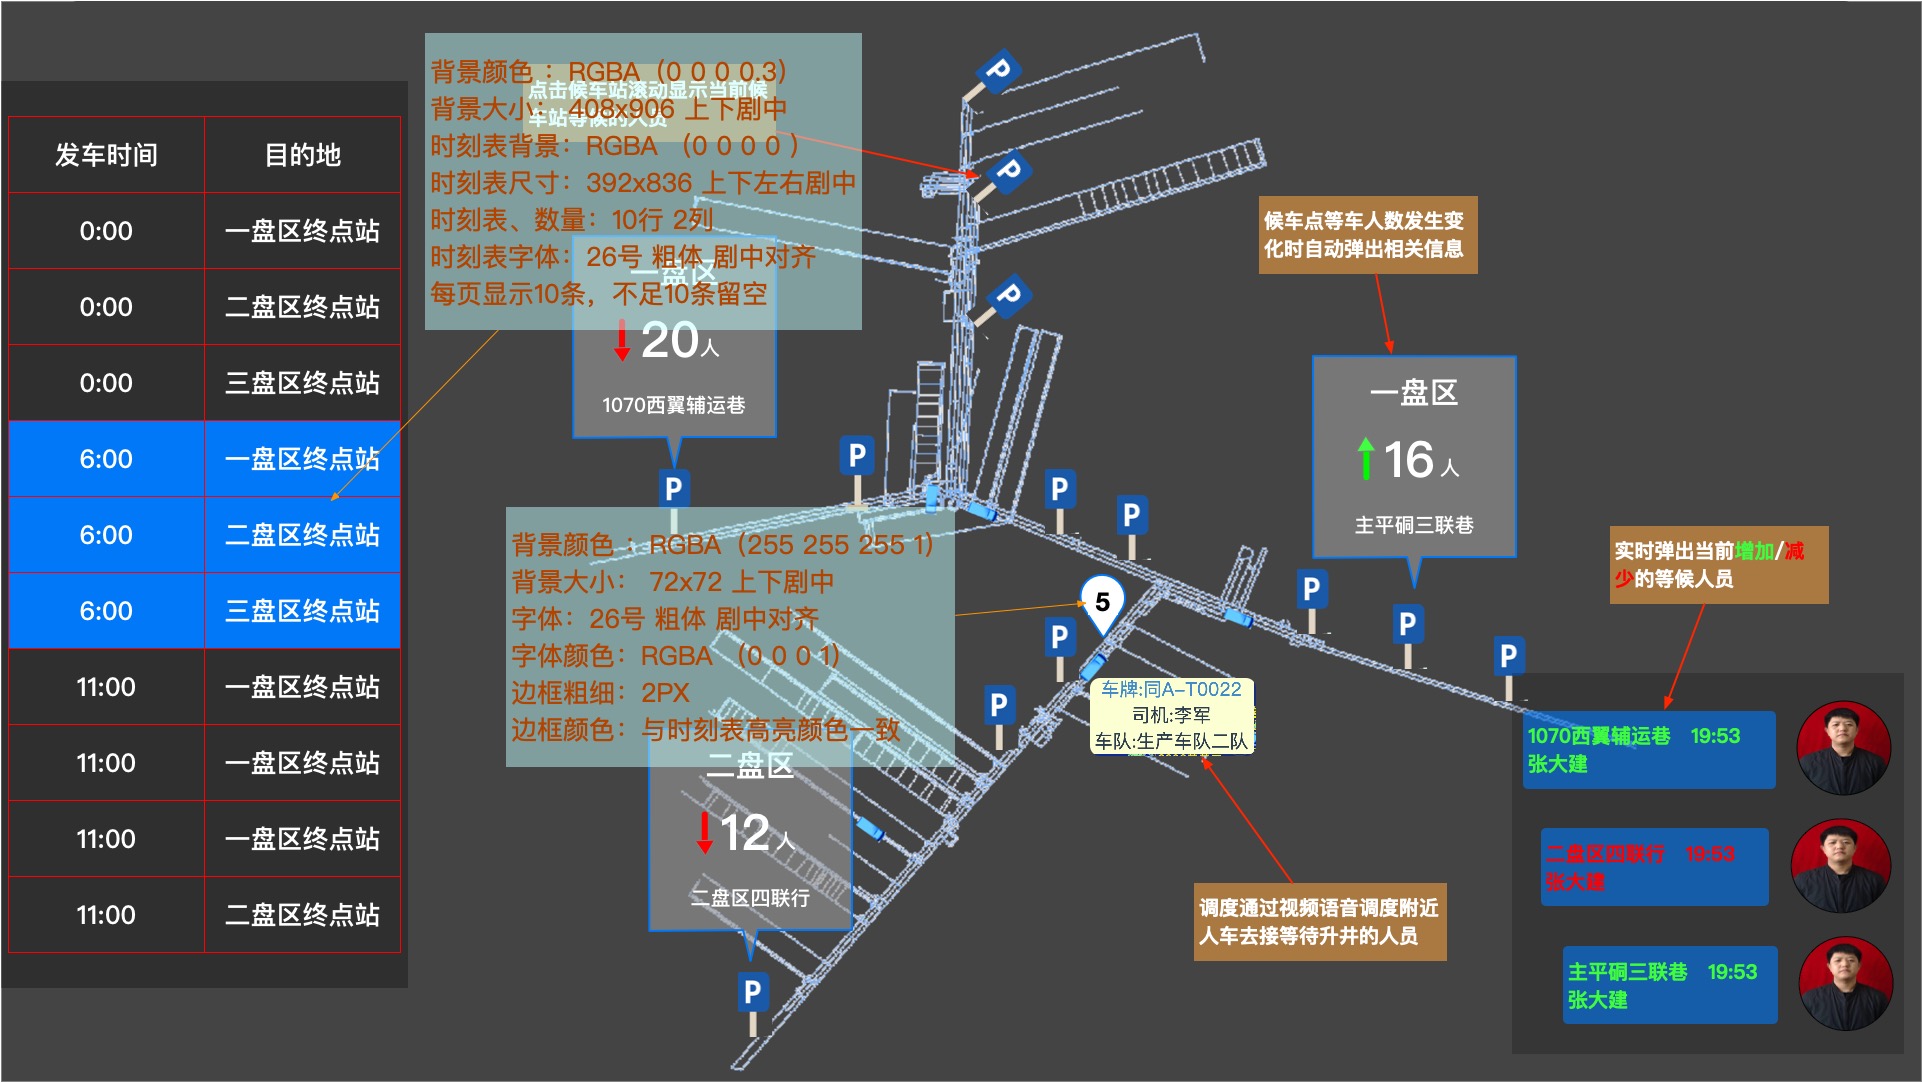 发车时间 目的地
0:00 一盘区终点站
0:00 二盘区终点站
0:00 三盘区终点站
6:00 一盘区终点站
6:00 二盘区终点站
6:00 三盘区终点站
11:00 一盘区终点站
11:00 一盘区终点站
11:00 一盘区终点站
11:00 二盘区终点站
背景颜色 ：RGBA（0 0 0 0.3）
背景大小： 408x906 上下剧中
时刻表背景：RGBA （0 0 0 0 ）
时刻表尺寸：392x836 上下左右剧中
时刻表、数量：10行 2列
时刻表字体：26号 粗体 剧中对齐
每页显示10条，不足10条留空
点击候车站滚动显示当前候
车站等候的人员
一盘区
20人
1070西翼辅运巷
P
P
P
P
P
P
P
P
P
P
P
P
P
P
候车点等车人数发生变
化时自动弹出相关信息
一盘区
16人
主平硐三联巷
背景颜色 ：RGBA（255 255 255 1）
背景大小： 72x72 上下剧中
字体：26号 粗体 剧中对齐
字体颜色：RGBA （0 0 0 1）
边框粗细：2PX
边框颜色：与时刻表高亮颜色一致
5
车牌:同A-T0022
司机:李军
车队:生产车队二队
二盘区
12人
二盘区四联行
调度通过视频语音调度附近
人车去接等待升井的人员
实时弹出当前增加/减
少的等候人员
1070西翼辅运巷 19:53
张大建
二盘区四联行 19:53
张大建
主平硐三联巷 19:53
张大建